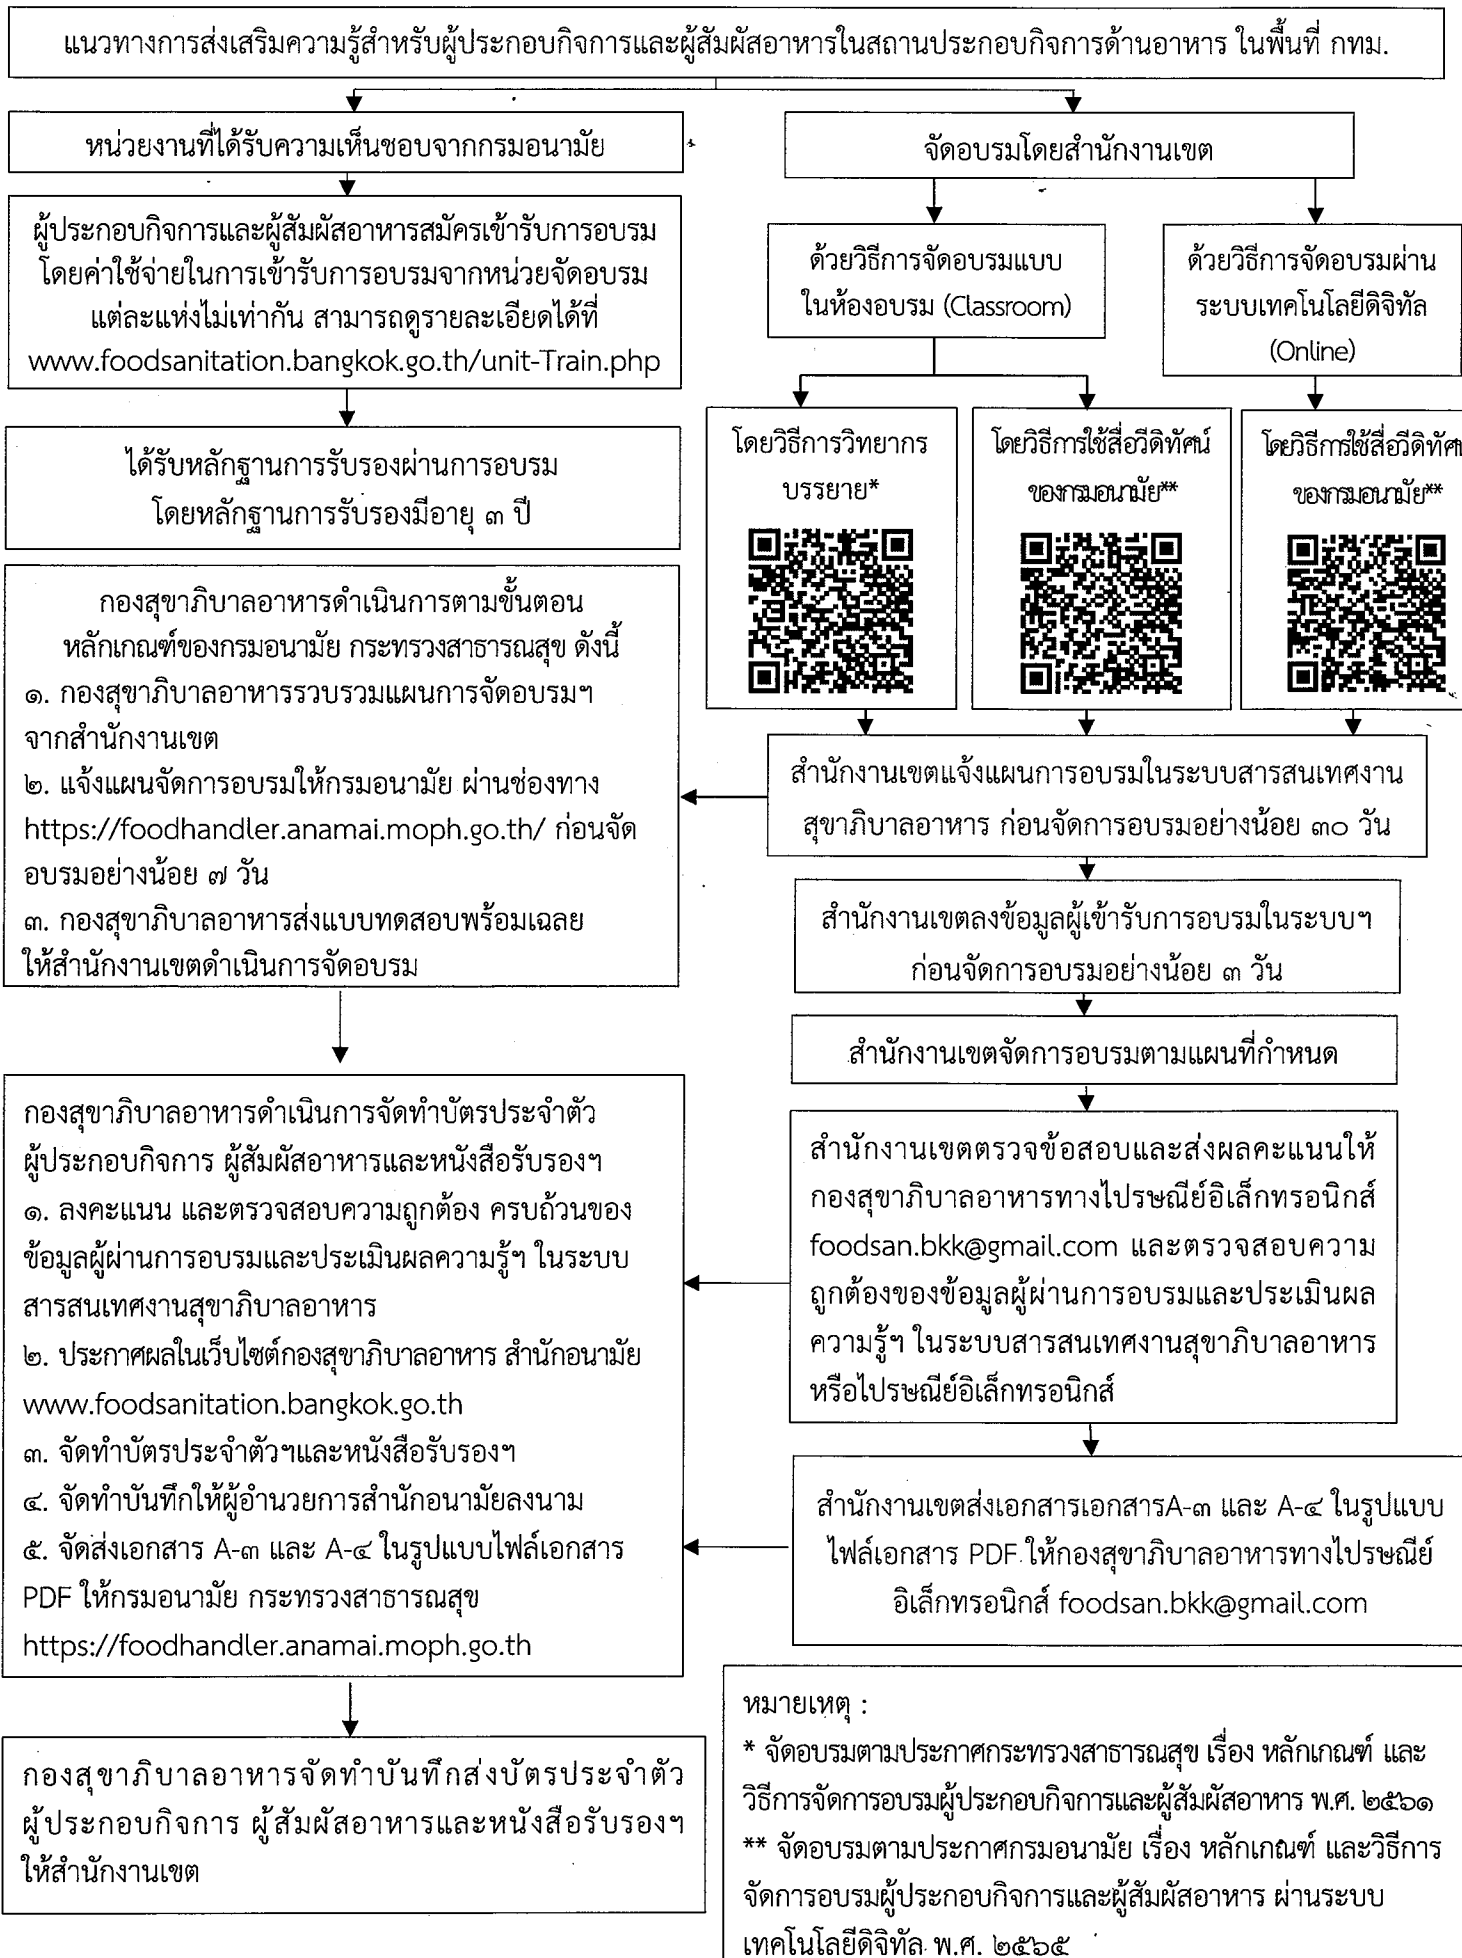 แนวทางการส่งเสริมความรู้สำหรับผู้ประกอบกิจการและผู้สัมผัสอาหารในสถานประกอบกิจการด้านอาหาร ในพื้นที่ กทม.
หน่วยงานที่ได้รับความเห็นชอบจากกรมอนามัย
ผู้ประกอบกิจการและผู้สัมผัสอาหารสมัครเข้ารับการอบรม
โดยค่าใช้จ่ายในการเข้ารับการอบรมจากหน่วยจัดอบรม
แต่ละแห่งไม่เท่ากัน สามารถดูรายละเอียดได้ที่
www.foodsanitation.bangkok.go.th/unit-Train.php
ได้รับหลักฐานการรับรองผ่านการอบรม
โดยหลักฐานการรับรองมีอายุ ๓ ปี
จัดอบรมโดยสำนักงานเขต
ด้วยวิธีการจัดอบรมแบบ
ในห้องอบรม (Classroom)
ด้วยวิธีการจัดอบรมผ่าน
ระบบเทคโนโลยีดิจิทัล
(Online)
โดยวิธีการวิทยากร
บรรยาย*
โดยวิธีการใช้สื่อวีดิทัศน์
ของกรมอนามัย**
โดยวิธีการใช้สื่อวีดิทัศน์
ของกรมอนามัย**
สำนักงานเขตแจ้งแผนการอบรมในระบบสารสนเทศงาน
สุขาภิบาลอาหาร ก่อนจัดการอบรมอย่างน้อย ๓๐ วัน
กองสุขาภิบาลอาหารดำเนินการตามขั้นตอน
หลักเกณฑ์ของกรมอนามัย กระทรวงสาธารณสุข ดังนี้
๑. กองสุขาภิบาลอาหารรวบรวมแผนการจัดอบรมฯ
จากสำนักงานเขต
๒. แจ้งแผนจัดการอบรมให้กรมอนามัย ผ่านช่องทาง
https://foodhandler.anamai.moph.go.th/ ก่อนจัด
อบรมอย่างน้อย ๗ วัน
๓. กองสุขาภิบาลอาหารส่งแบบทดสอบพร้อมเฉลย
ให้สำนักงานเขตดำเนินการจัดอบรม
สำนักงานเขตลงข้อมูลผู้เข้ารับการอบรมในระบบฯ
ก่อนจัดการอบรมอย่างน้อย ๓ วัน
สำนักงานเขตจัดการอบรมตามแผนที่กำหนด
สำนักงานเขตตรวจข้อสอบและส่งผลคะแนนให้
กองสุขาภิบาลอาหารทางไปรษณีย์อิเล็กทรอนิกส์
foodsan.bkk@gmail.com และตรวจสอบความ
ถูกต้องของข้อมูลผู้ผ่านการอบรมและประเมินผล
ความรู้ฯ ในระบบสารสนเทศงานสุขาภิบาลอาหาร
หรือไปรษณีย์อิเล็กทรอนิกส์
สำนักงานเขตส่งเอกสารเอกสารA-๓ และ A-๔ ในรูปแบบ
ไฟล์เอกสาร PDF ให้กองสุขาภิบาลอาหารทางไปรษณีย์
อิเล็กทรอนิกส์ foodsan.bkk@gmail.com
กองสุขาภิบาลอาหารดำเนินการจัดทำบัตรประจำตัว
ผู้ประกอบกิจการ ผู้สัมผัสอาหารและหนังสือรับรองฯ
๑. ลงคะแนน และตรวจสอบความถูกต้อง ครบถ้วนของ
ข้อมูลผู้ผ่านการอบรมและประเมินผลความรู้ฯ ในระบบ
สารสนเทศงานสุขาภิบาลอาหาร
๒. ประกาศผลในเว็บไซต์กองสุขาภิบาลอาหาร สำนักอนามัย
www.foodsanitation.bangkok.go.th
๓. จัดทำบัตรประจำตัวฯและหนังสือรับรองฯ
๔. จัดทำบันทึกให้ผู้อำนวยการสำนักอนามัยลงนาม
๕. จัดส่งเอกสาร A-๓ และ A-๔ ในรูปแบบไฟล์เอกสาร
PDF ให้กรมอนามัย กระทรวงสาธารณสุข
https://foodhandler.anamai.moph.go.th
กองสุขาภิบาลอาหารจัดทำบันทึกส่งบัตรประจำตัว
ผู้ประกอบกิจการ ผู้สัมผัสอาหารและหนังสือรับรองฯ
ให้สำนักงานเขต
หมายเหตุ :
* จัดอบรมตามประกาศกระทรวงสาธารณสุข เรื่อง หลักเกณฑ์ และ
วิธีการจัดการอบรมผู้ประกอบกิจการและผู้สัมผัสอาหาร พ.ศ. ๒๕๖๑
** จัดอบรมตามประกาศกรมอนามัย เรื่อง หลักเกณฑ์ และวิธีการ
จัดการอบรมผู้ประกอบกิจการและผู้สัมผัสอาหาร ผ่านระบบ
เทคโนโลยีดิจิทัล พ.ศ. ๒๕๖๕